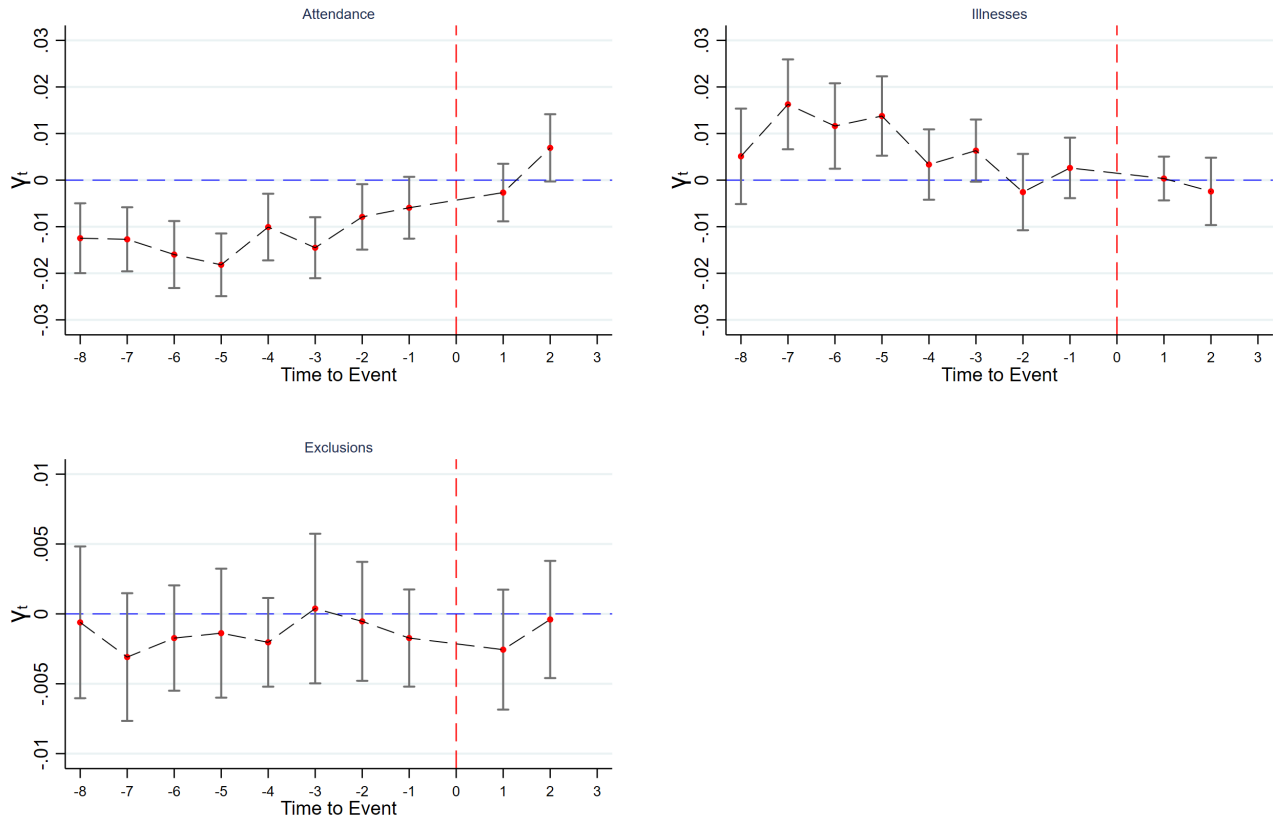 Attendance
.03
.02
.01
0
-.01
-.02
-.03
γt
-8 -7 -6 -5 -4 -3 -2 -1 0 1 2 3
Time to Event
Illnesses
.03
.02
.01
0
-.01
-.02
-.03
γt
-8 -7 -6 -5 -4 -3 -2 -1 0 1 2 3
Time to Event
Exclusions
.01
.005
0
-.005
-.01
γt
-8 -7 -6 -5 -4 -3 -2 -1 0 1 2 3
Time to Event